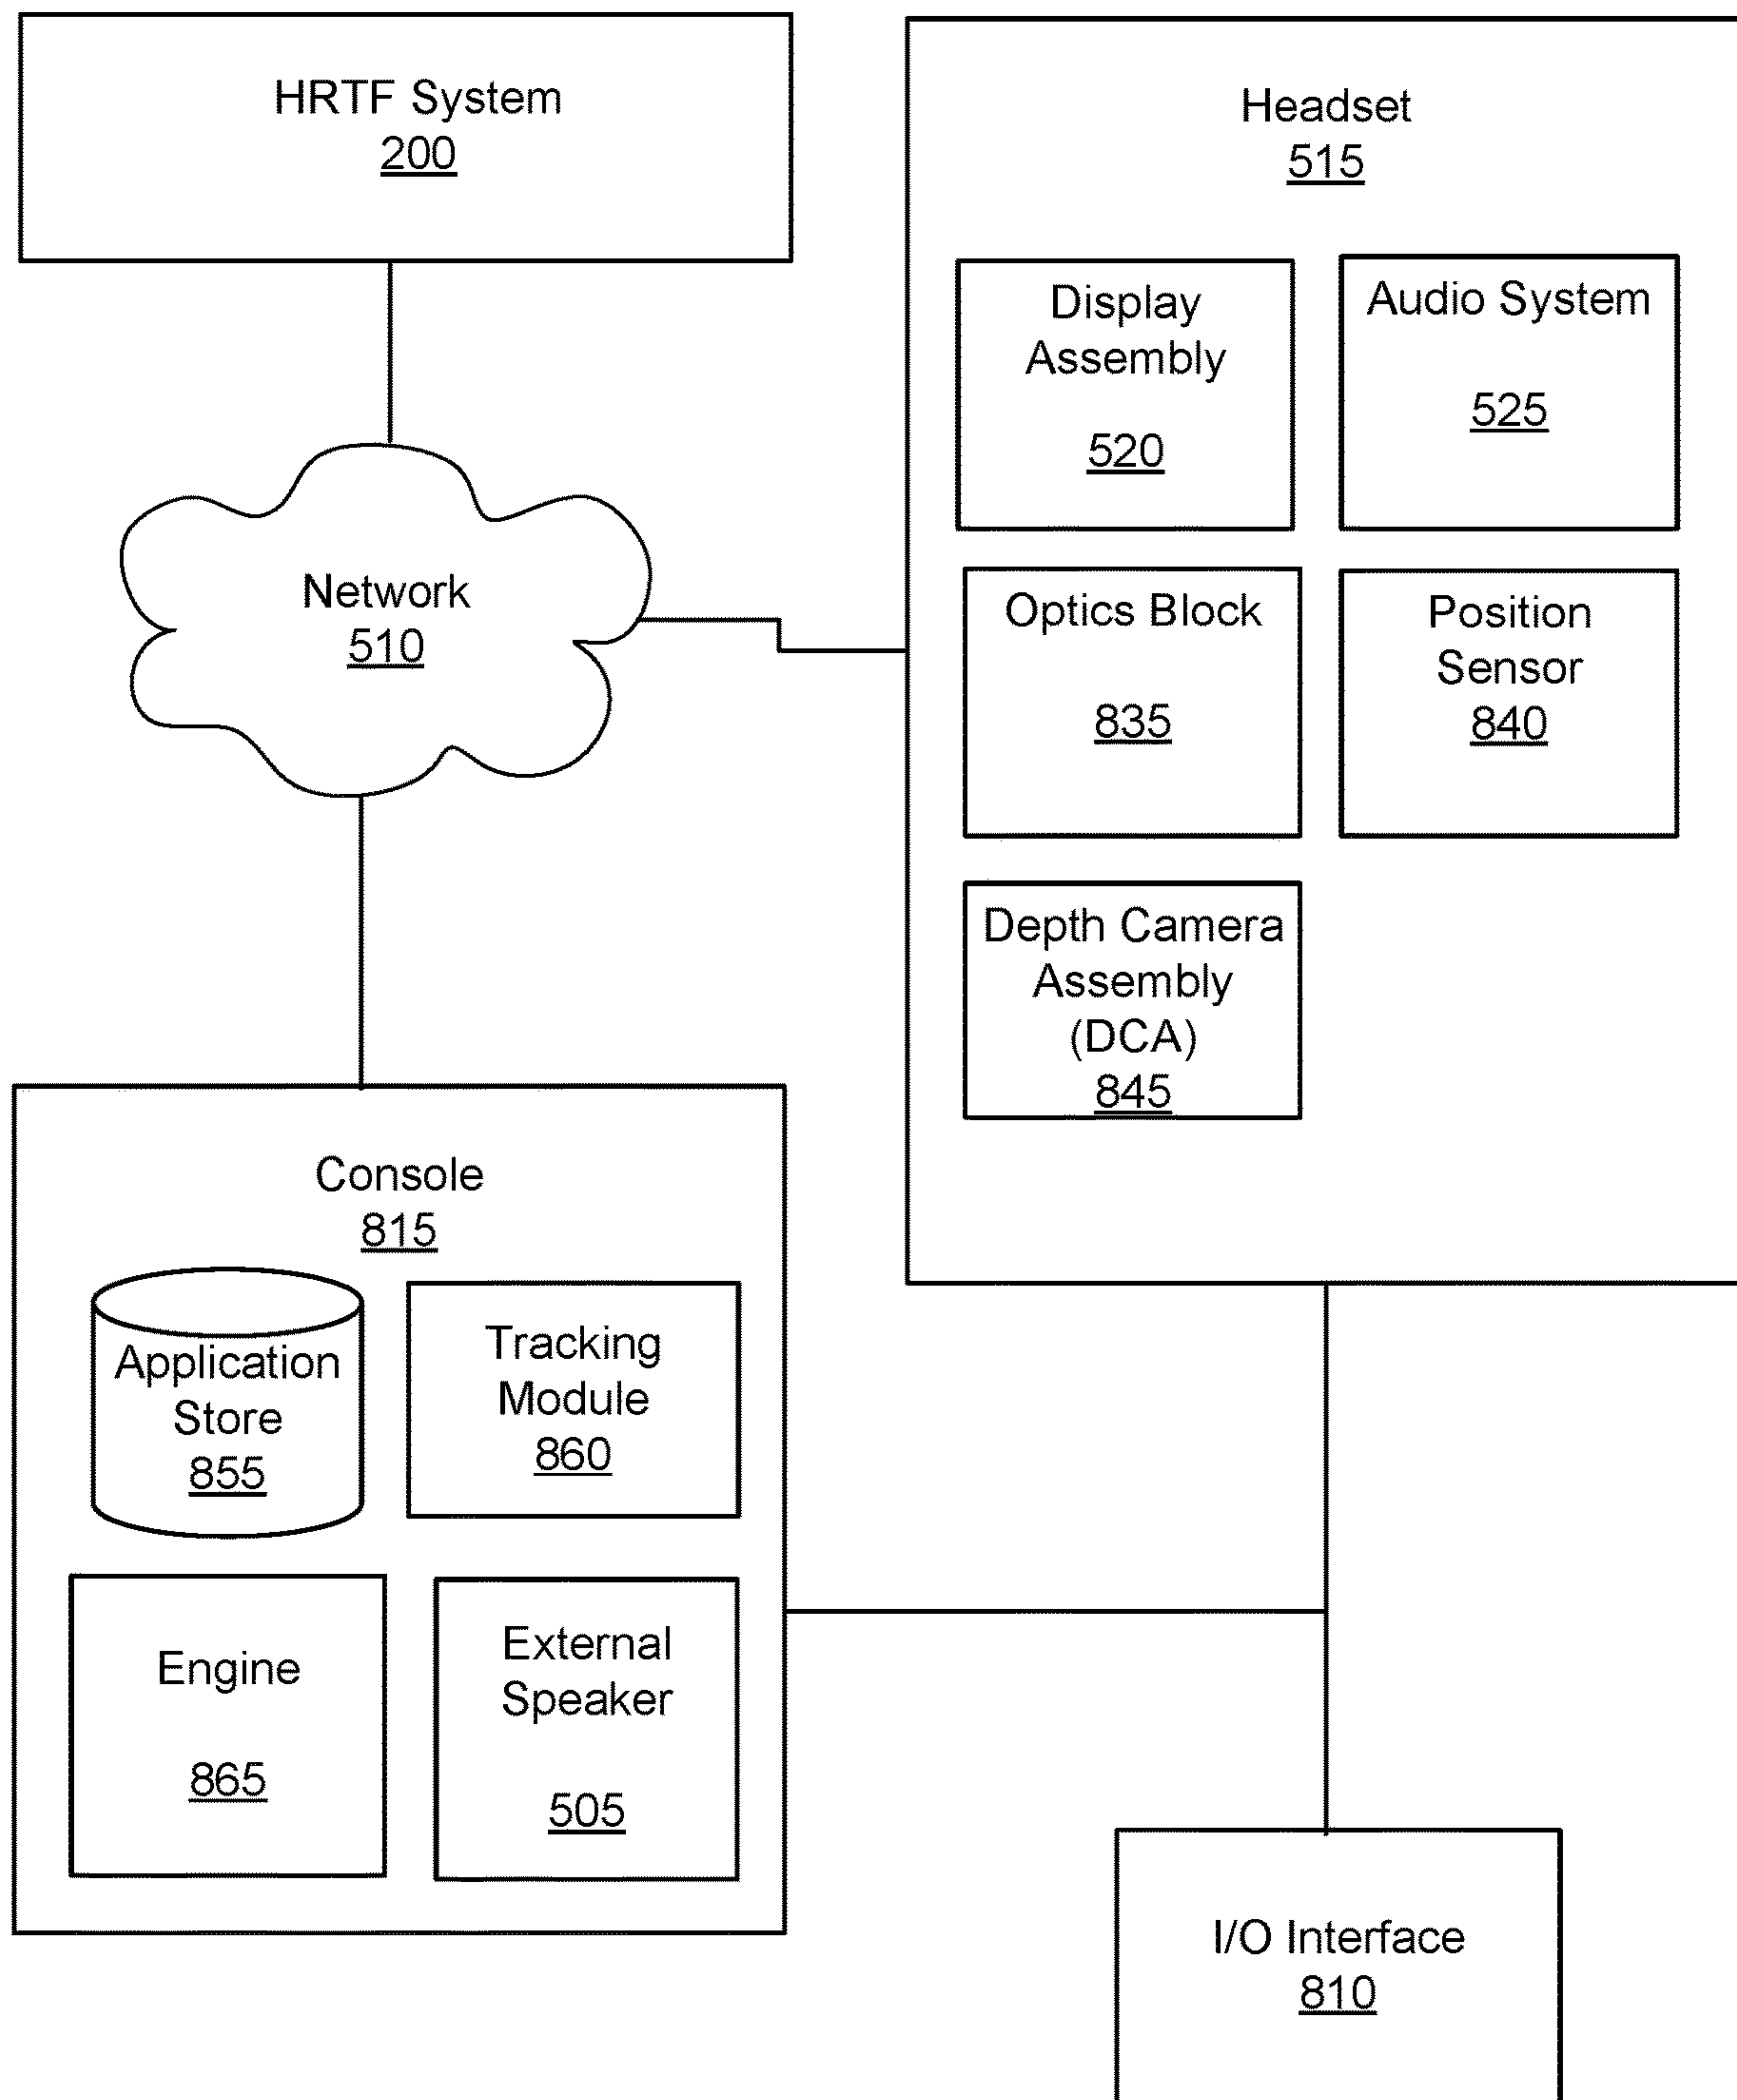 HRTF System
200
Headset
515
Display
Assembly
520
Audio System
525
Optics Block
835
Position
Sensor
840
Depth Camera
Assembly
(DCA)
845
Network
510
Console
815
Application
Store
855
Tracking
Module
860
Engine
865
External
Speaker
505
I/O Interface
810